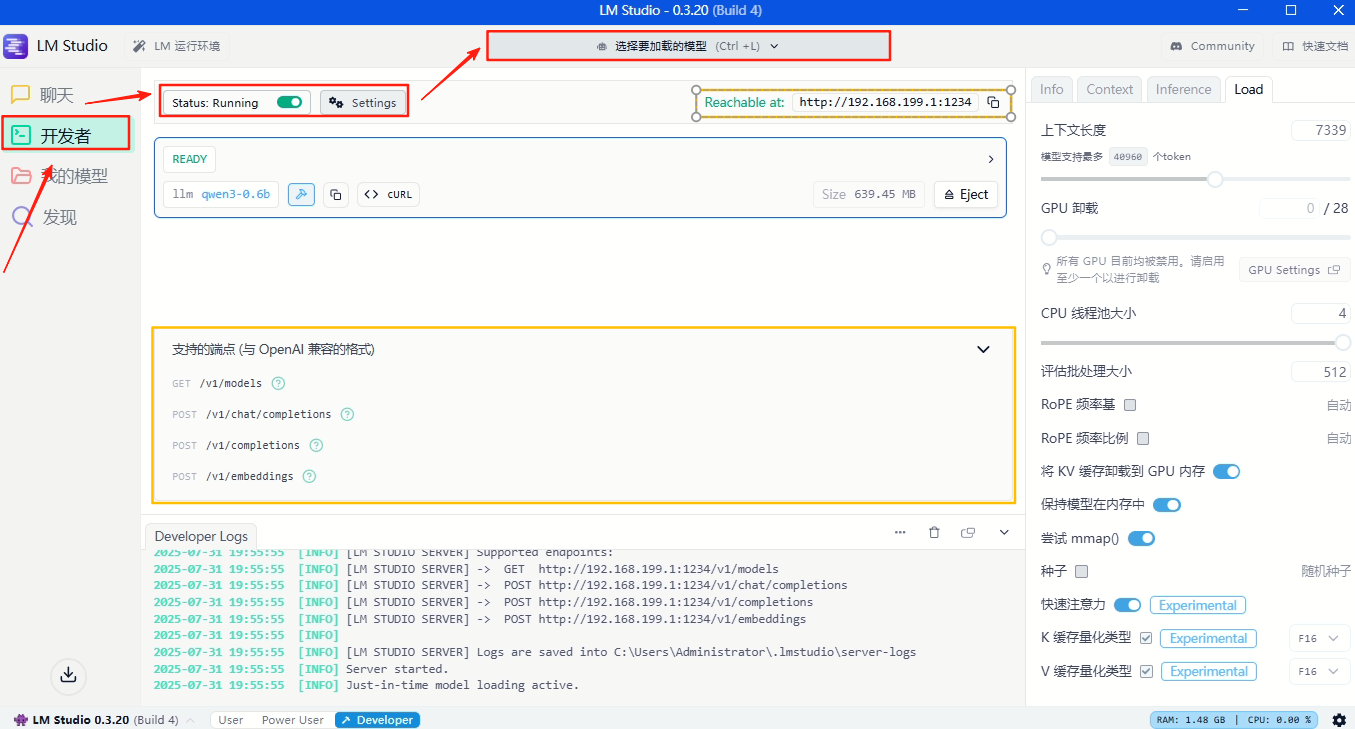 LM Studio - 0.3.20 (Build 4)
LM Studio
LM 运行环境
选择要加载的模型 (Ctrl +L)
Community
快速文档
聊天
开发者
我的模型
发现
Status: Running
Settings
Reachable at: http://192.168.199.1:1234
READY
llm qwen3-0.6b
cURL
Size 639.45 MB
Eject
支持的端点 (与 OpenAI 兼容的格式)
GET /v1/models
POST /v1/chat/completions
POST /v1/completions
POST /v1/embeddings
Developer Logs
2025-07-31 19:55:55 [INFO] [LM STUDIO SERVER] Supported endpoints:
2025-07-31 19:55:55 [INFO] [LM STUDIO SERVER] -> GET http://192.168.199.1:1234/v1/models
2025-07-31 19:55:55 [INFO] [LM STUDIO SERVER] -> POST http://192.168.199.1:1234/v1/chat/completions
2025-07-31 19:55:55 [INFO] [LM STUDIO SERVER] -> POST http://192.168.199.1:1234/v1/completions
2025-07-31 19:55:55 [INFO] [LM STUDIO SERVER] -> POST http://192.168.199.1:1234/v1/embeddings
2025-07-31 19:55:55 [INFO]
2025-07-31 19:55:55 [INFO] [LM STUDIO SERVER] Logs are saved into C:\Users\Administrator\.lmstudio\server-logs
2025-07-31 19:55:55 [INFO] Server started.
2025-07-31 19:55:55 [INFO] Just-in-time model loading active.
Info
Context
Inference
Load
上下文长度 7339
模型支持最多 40960 个token
GPU 卸载 0 / 28
所有 GPU 目前均被禁用。请启用
至少一个以进行卸载
GPU Settings
CPU 线程池大小 4
评估批处理大小 512
RoPE 频率基 自动
RoPE 频率比例 自动
将 KV 缓存卸载到 GPU 内存
保持模型在内存中
尝试 mmap()
种子 随机种子
快速注意力 Experimental
K 缓存量化类型 Experimental F16
V 缓存量化类型 Experimental F16
LM Studio 0.3.20 (Build 4)
User
Power User
Developer
RAM: 1.48 GB | CPU: 0.00 %